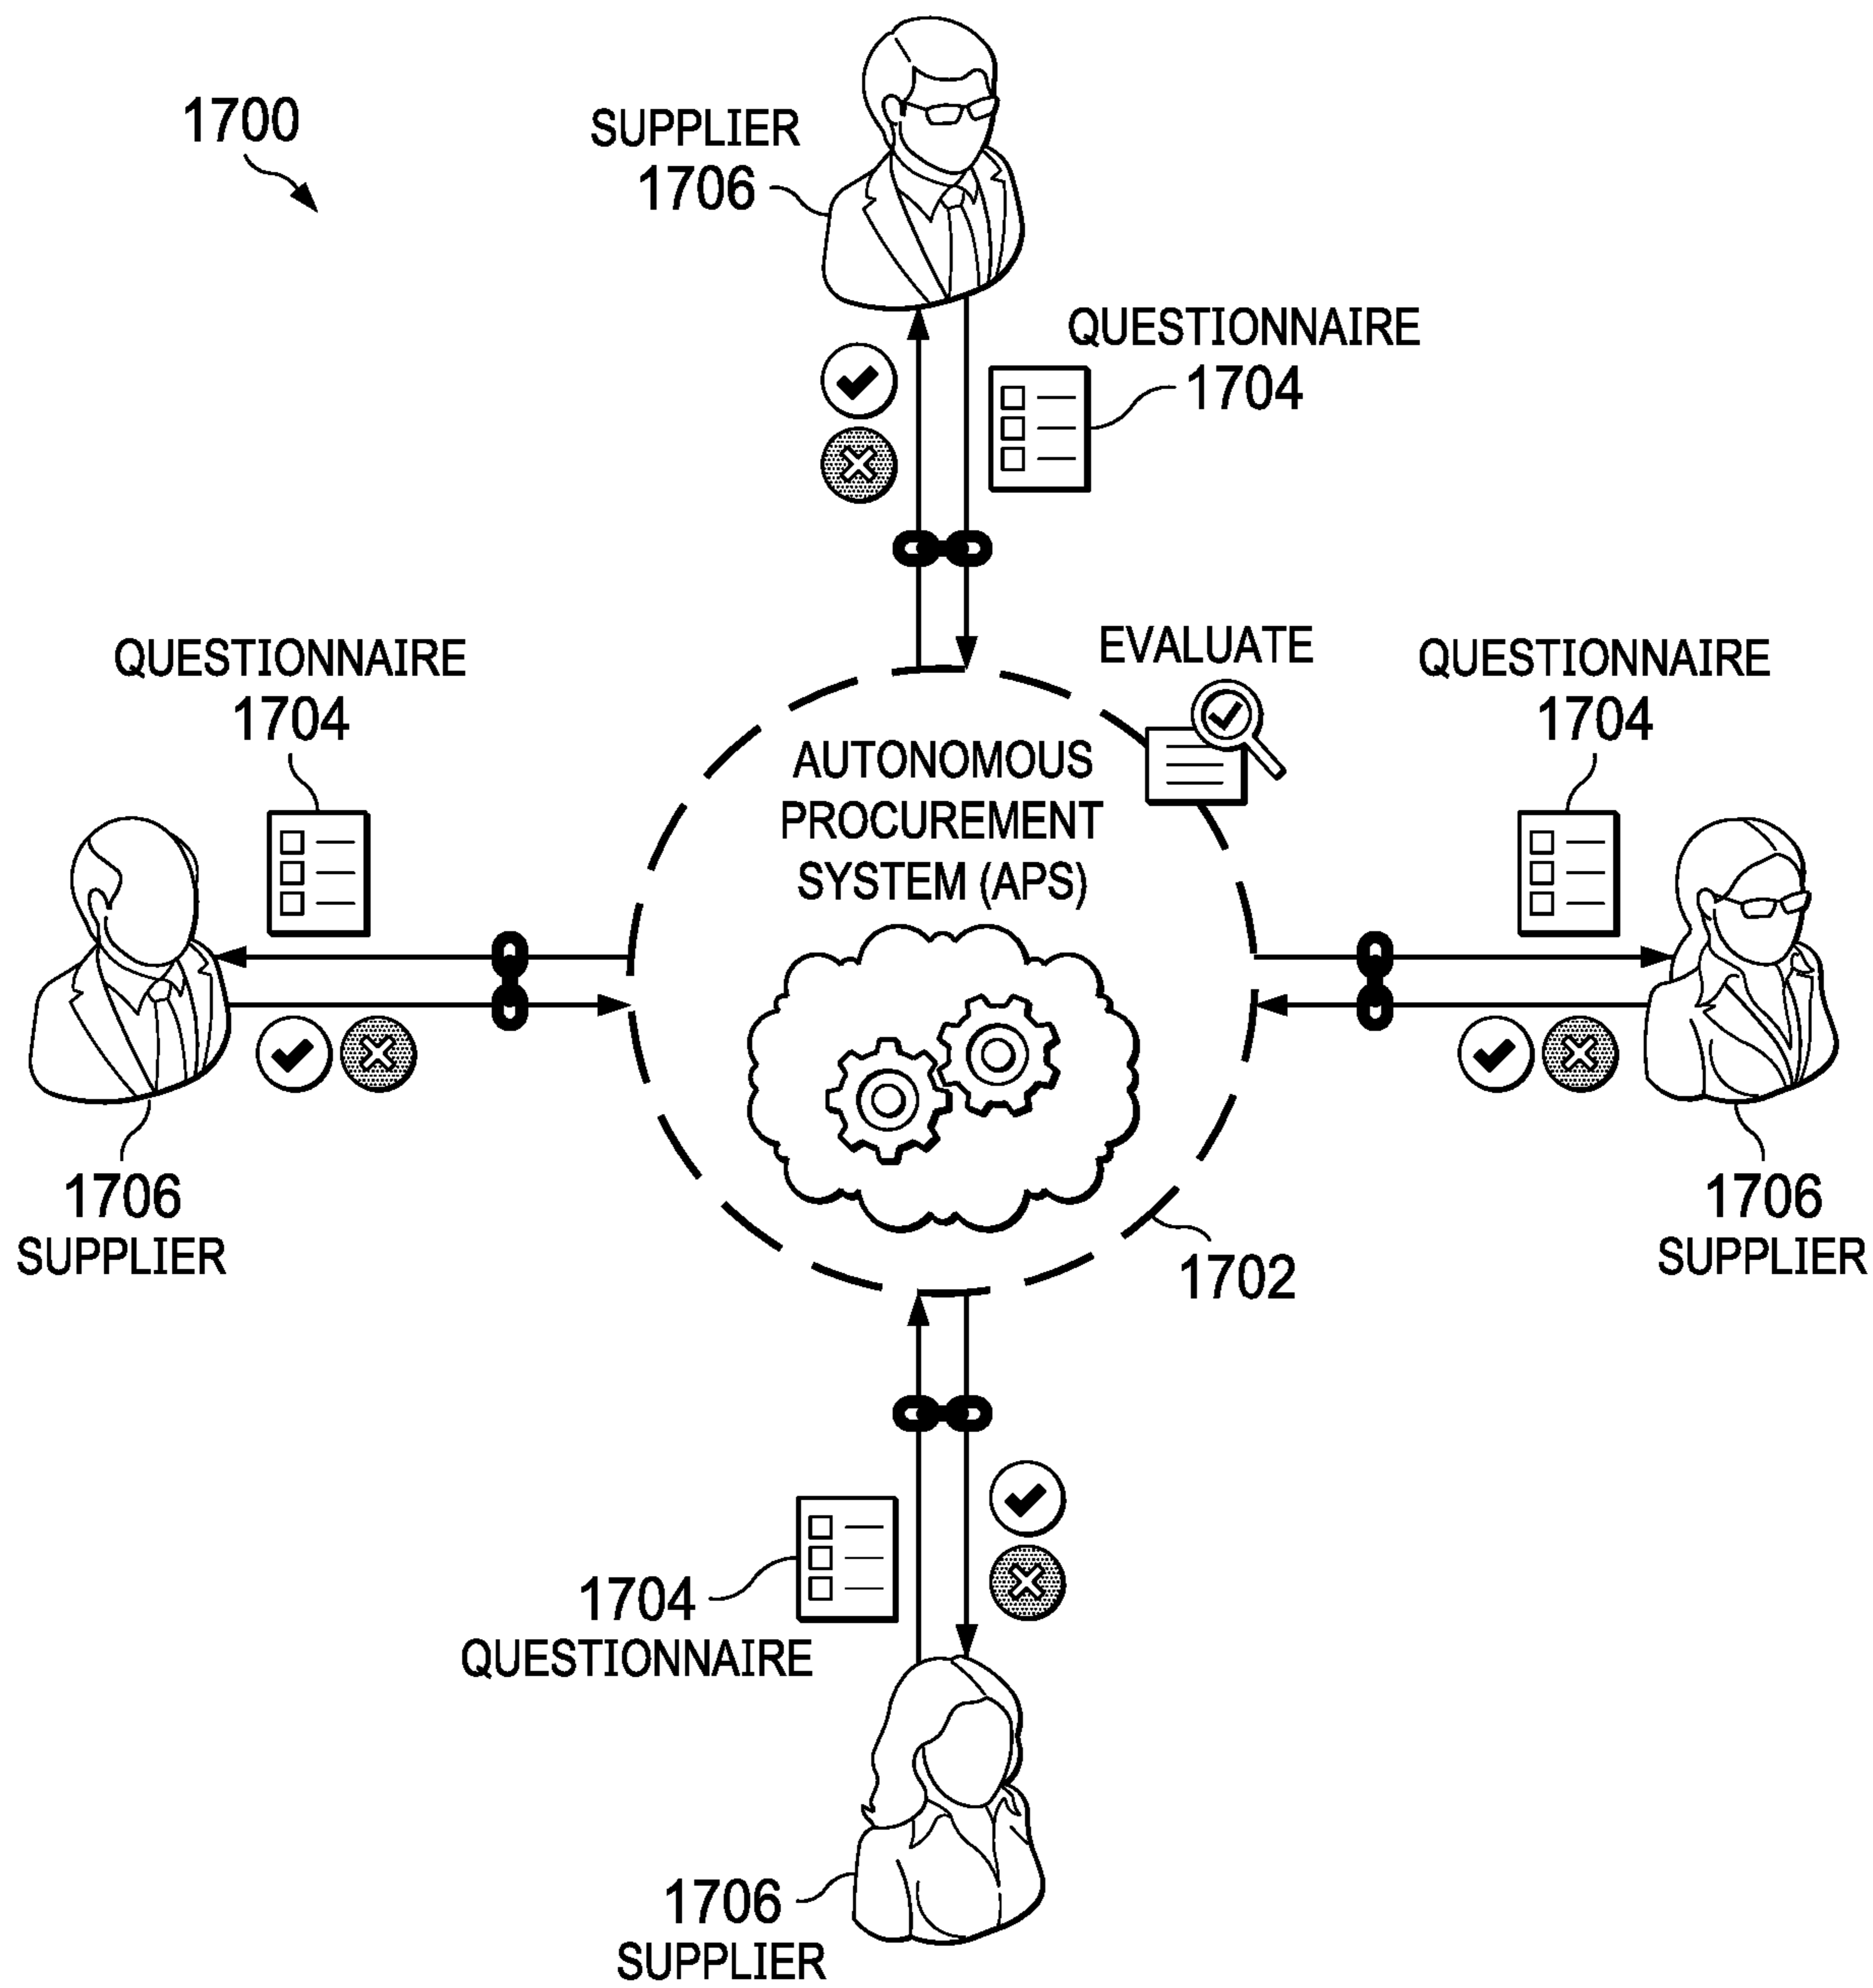 1700
SUPPLIER
1706
QUESTIONNAIRE
1704
EVALUATE
QUESTIONNAIRE
1704
QUESTIONNAIRE
1704
AUTONOMOUS
PROCUREMENT
SYSTEM (APS)
1706
SUPPLIER
1706
SUPPLIER
1702
1704
QUESTIONNAIRE
1706
SUPPLIER